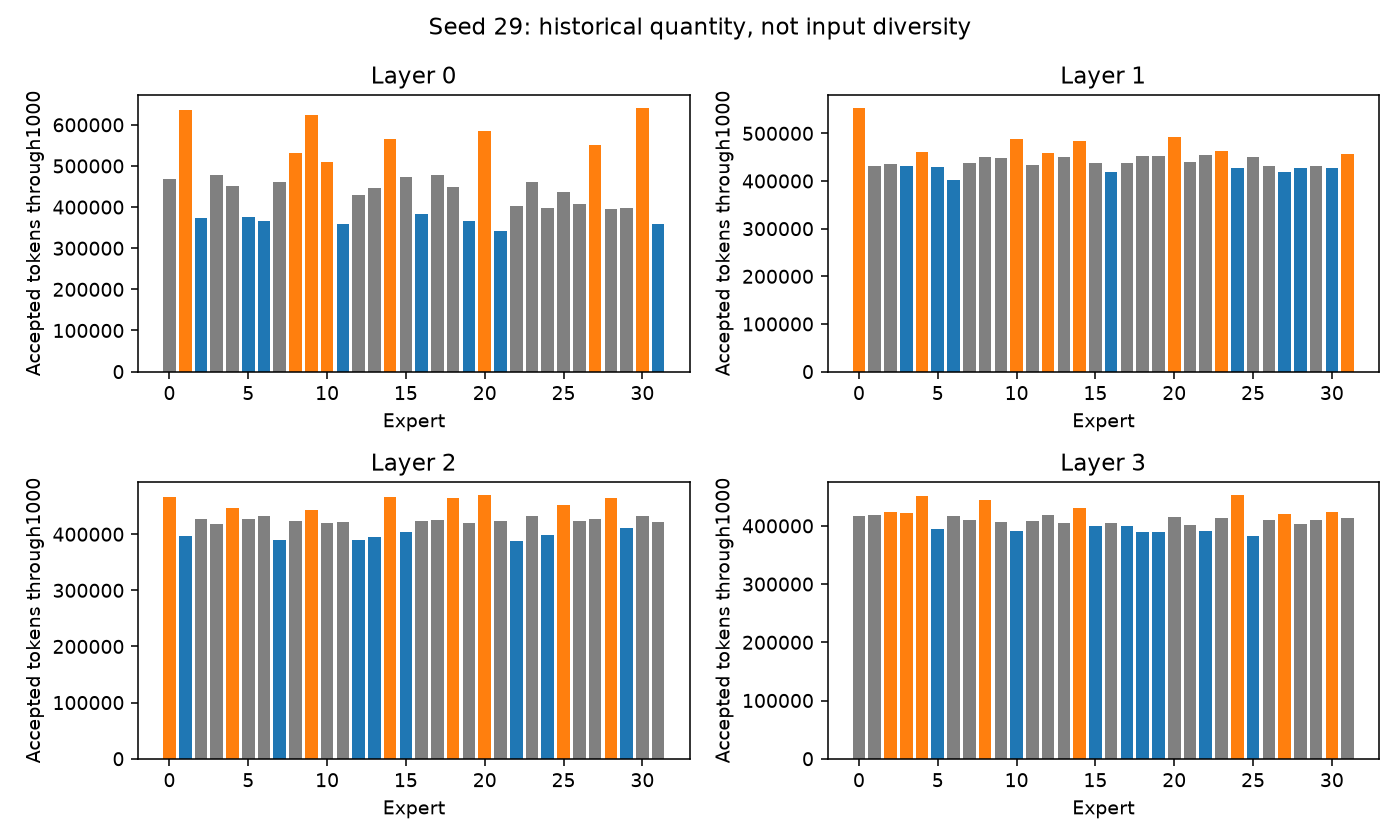 Seed 29: historical quantity, not input diversity
Layer 0
Accepted tokens through1000
600000
500000
400000
300000
200000
100000
0
0 5 10 15 20 25 30
Expert
Layer 1
Accepted tokens through1000
500000
400000
300000
200000
100000
0
0 5 10 15 20 25 30
Expert
Layer 2
Accepted tokens through1000
400000
300000
200000
100000
0
0 5 10 15 20 25 30
Expert
Layer 3
Accepted tokens through1000
400000
300000
200000
100000
0
0 5 10 15 20 25 30
Expert